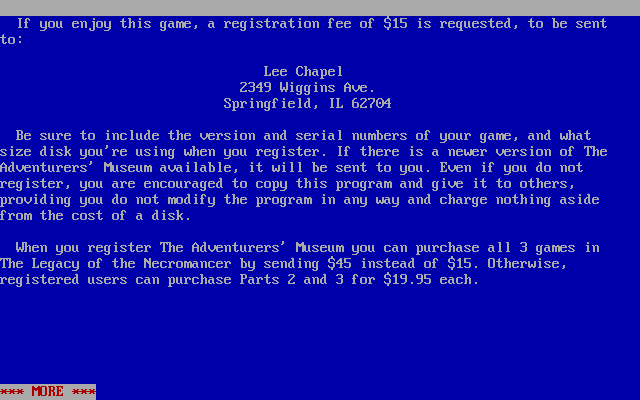 If you enjoy this game, a registration fee of $15 is requested, to be sent
to:
Lee Chapel
2349 Wiggins Ave.
Springfield, IL 62704
Be sure to include the version and serial numbers of your game, and what
size disk you're using when you register. If there is a newer version of The
Adventurers' Museum available, it will be sent to you. Even if you do not
register, you are encouraged to copy this program and give it to others,
providing you do not modify the program in any way and charge nothing aside
from the cost of a disk.
When you register The Adventurers' Museum you can purchase all 3 games in
The Legacy of the Necromancer by sending $45 instead of $15. Otherwise,
registered users can purchase Parts 2 and 3 for $19.95 each.
*** MORE ***